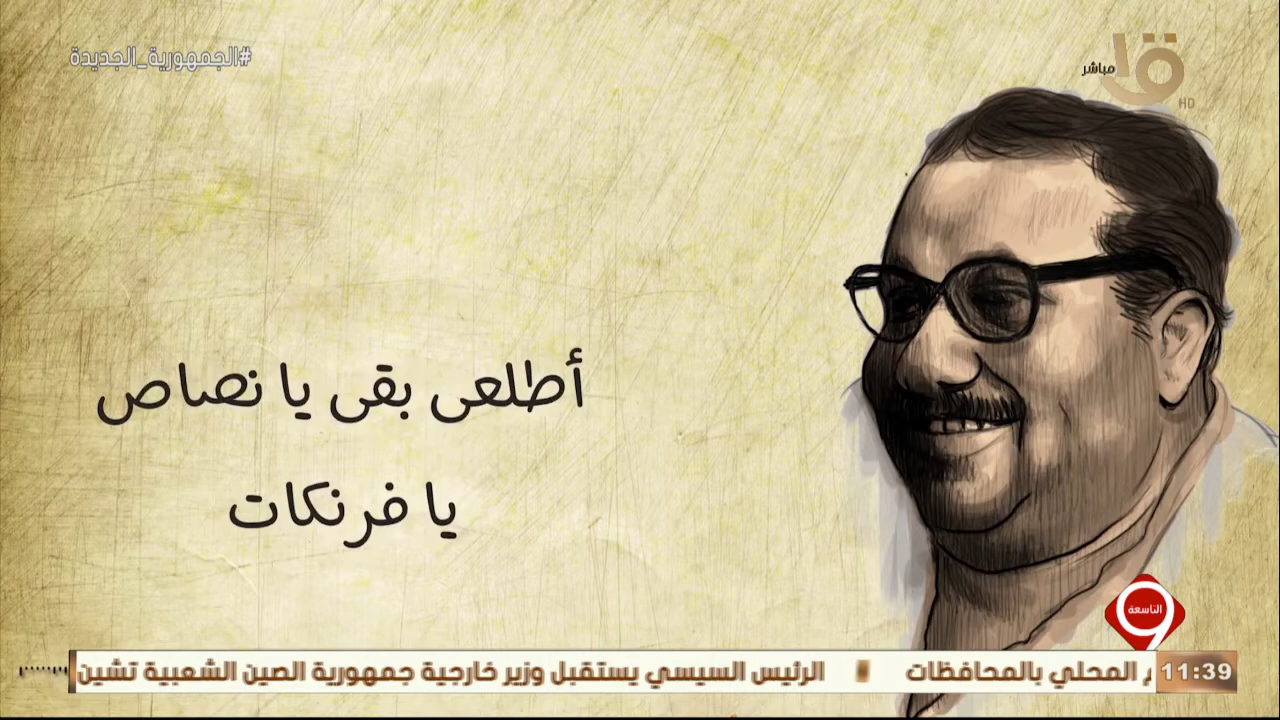 #الجمهورية_الجديدة
مباشر
HD
أطلعى بقى يا نصاص
يا فرنكات
التاسعة
9
11:39
المحلي بالمحافظات
الرئيس السيسي يستقبل وزير خارجية جمهورية الصين الشعبية تشين